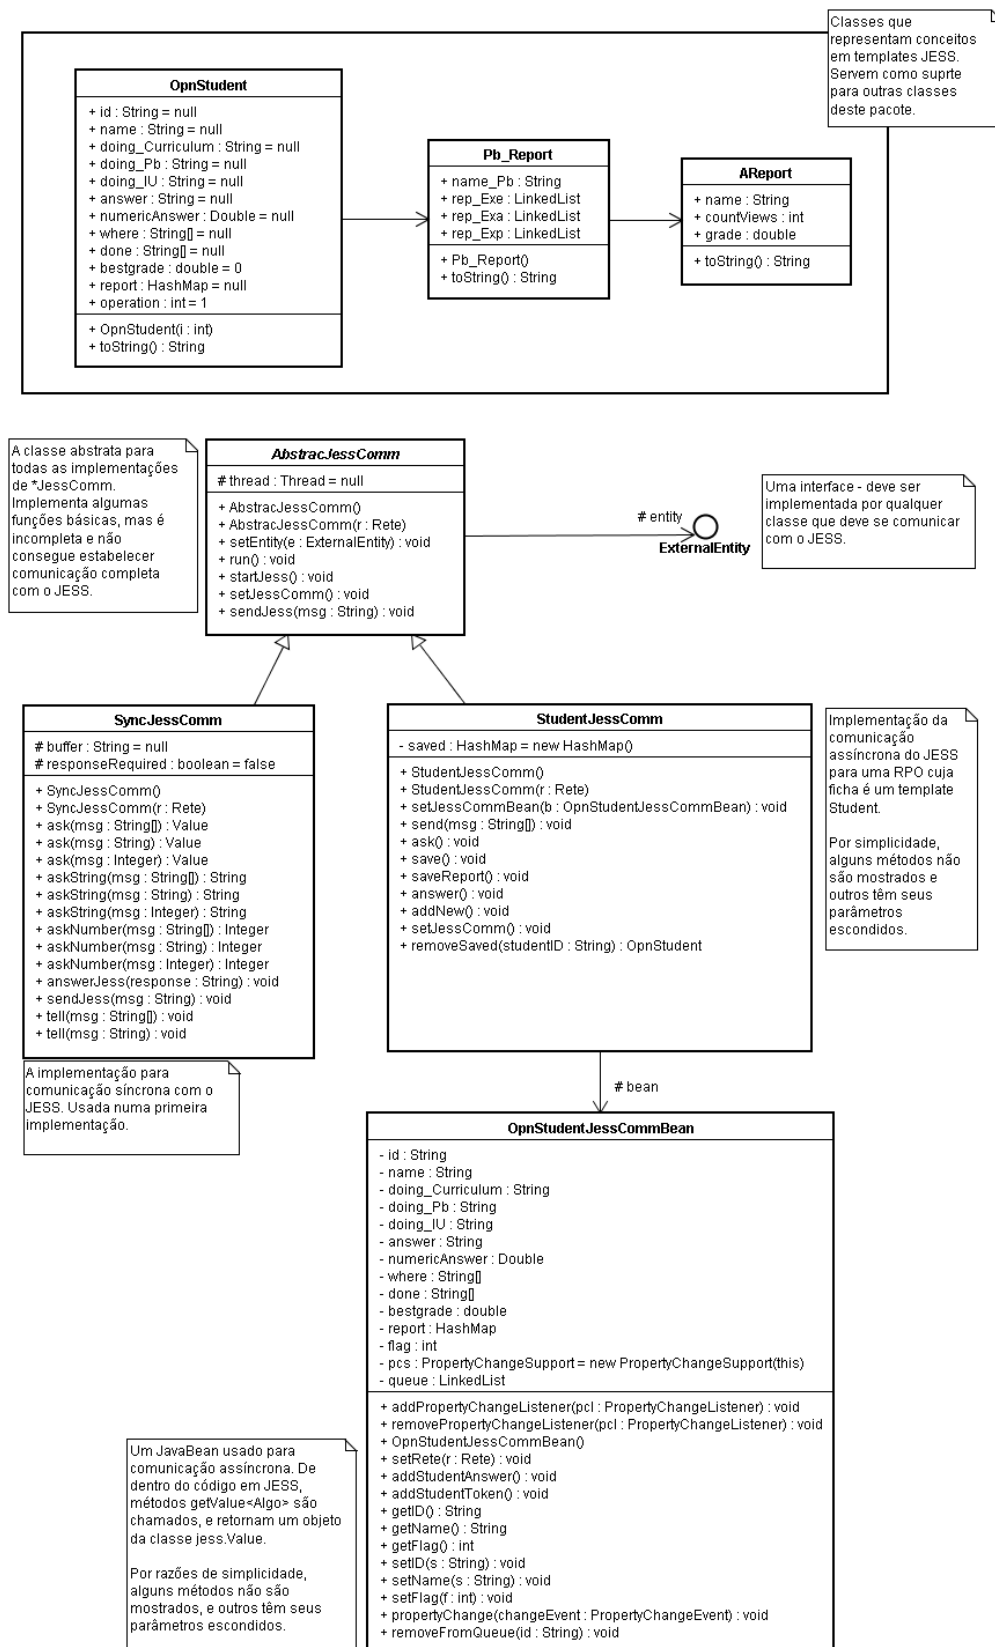 Classes que
representam conceitos
em templates JESS.
Servem como suprte
para outras classes
deste pacote.
OpnStudent
+ id : String = null
+ name : String = null
+ doing_Curriculum : String = null
+ doing_Pb : String = null
+ doing_IU : String = null
+ answer : String = null
+ numericAnswer : Double = null
+ where : String[] = null
+ done : String[] = null
+ bestgrade : double = 0
+ report : HashMap = null
+ operation : int = 1
+ OpnStudent(i : int)
+ toString() : String
Pb_Report
+ name_Pb : String
+ rep_Exe : LinkedList
+ rep_Exa : LinkedList
+ rep_Exp : LinkedList
+ Pb_Report()
+ toString() : String
AReport
+ name : String
+ countViews : int
+ grade : double
+ toString() : String
A classe abstrata para
todas as implementações
de *JessComm.
Implementa algumas
funções básicas, mas é
incompleta e não
consegue estabelecer
comunicação completa
com o JESS.
AbstracJessComm
# thread : Thread = null
+ AbstracJessComm()
+ AbstracJessComm(r : Rete)
+ setEntity(e : ExternalEntity) : void
+ run() : void
+ startJess() : void
+ setJessComm() : void
+ sendJess(msg : String) : void
# entity
ExternalEntity
Uma interface - deve ser
implementada por qualquer
classe que deve se comunicar
com o JESS.
SyncJessComm
# buffer : String = null
# responseRequired : boolean = false
+ SyncJessComm()
+ SyncJessComm(r : Rete)
+ ask(msg : String[]) : Value
+ ask(msg : String) : Value
+ ask(msg : Integer) : Value
+ askString(msg : String[]) : String
+ askString(msg : String) : String
+ askString(msg : Integer) : String
+ askNumber(msg : String[]) : Integer
+ askNumber(msg : String) : Integer
+ askNumber(msg : Integer) : Integer
+ answerJess(response : String) : void
+ sendJess(msg : String) : void
+ tell(msg : String[]) : void
+ tell(msg : String) : void
A implementação para
comunicação síncrona com o
JESS. Usada numa primeira
implementação.
StudentJessComm
- saved : HashMap = new HashMap()
+ StudentJessComm()
+ StudentJessComm(r : Rete)
+ setJessCommBean(b : OpnStudentJessCommBean) : void
+ send(msg : String[]) : void
+ ask() : void
+ save() : void
+ saveReport() : void
+ answer() : void
+ addNew() : void
+ setJessComm() : void
+ removeSaved(studentID : String) : OpnStudent
Implementação da
comunicação
assíncrona do JESS
para uma RPO cuja
ficha é um template
Student.
Por simplicidade,
alguns métodos não
são mostrados e
outros têm seus
parâmetros
escondidos.
# bean
OpnStudentJessCommBean
- id : String
- name : String
- doing_Curriculum : String
- doing_Pb : String
- doing_IU : String
- answer : String
- numericAnswer : Double
- where : String[]
- done : String[]
- bestgrade : double
- report : HashMap
- flag : int
- pcs : PropertyChangeSupport = new PropertyChangeSupport(this)
- queue : LinkedList
+ addPropertyChangeListener(pcl : PropertyChangeListener) : void
+ removePropertyChangeListener(pcl : PropertyChangeListener) : void
+ OpnStudentJessCommBean()
+ setRete(r : Rete) : void
+ addStudentAnswer() : void
+ addStudentToken() : void
+ getID() : String
+ getName() : String
+ getFlag() : int
+ setID(s : String) : void
+ setName(s : String) : void
+ setFlag(f : int) : void
+ propertyChange(changeEvent : PropertyChangeEvent) : void
+ removeFromQueue(id : String) : void
Um JavaBean usado para
comunicação assíncrona. De
dentro do código em JESS,
métodos getValue<Algo> são
chamados, e retornam um objeto
da classe jess.Value.
Por razões de simplicidade,
alguns métodos não são
mostrados, e outros têm seus
parâmetros escondidos.